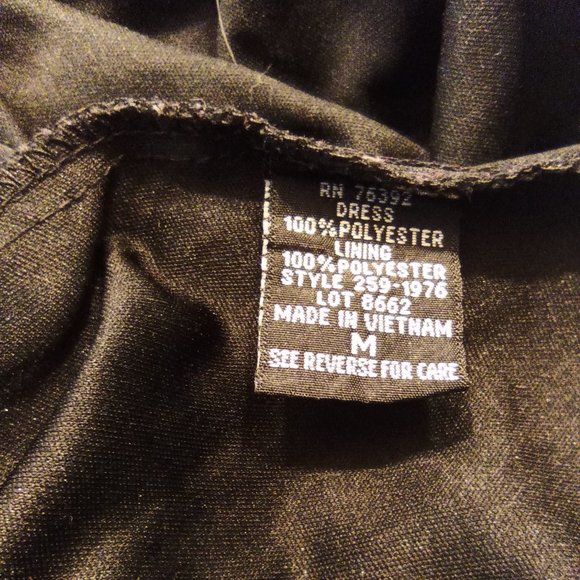 RN 76392
DRESS
100%POLYESTER
LINING
100%POLYESTER
STYLE 259-1976
LOT 8662
MADE IN VIETNAM
M
SEE REVERSE FOR CARE